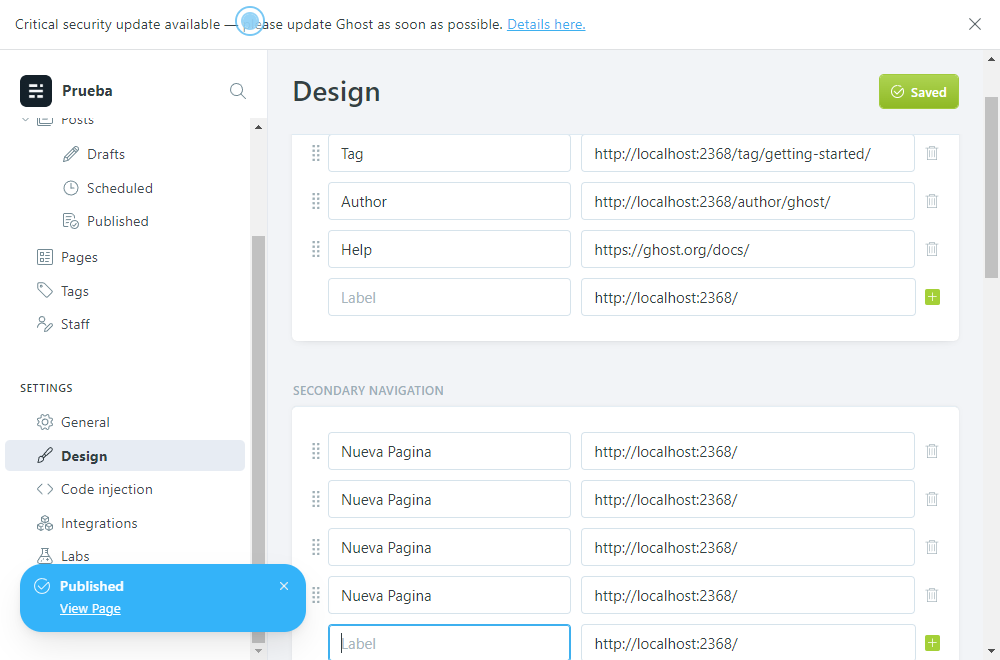 Critical security update available — please update Ghost as soon as possible. Details here.
Prueba
Posts
Drafts
Scheduled
Published
Pages
Tags
Staff
SETTINGS
General
Design
Code injection
Integrations
Labs
Published
View Page
Design
Saved
Tag http://localhost:2368/tag/getting-started/
Author http://localhost:2368/author/ghost/
Help https://ghost.org/docs/
Label http://localhost:2368/
SECONDARY NAVIGATION
Nueva Pagina http://localhost:2368/
Nueva Pagina http://localhost:2368/
Nueva Pagina http://localhost:2368/
Nueva Pagina http://localhost:2368/
Label http://localhost:2368/